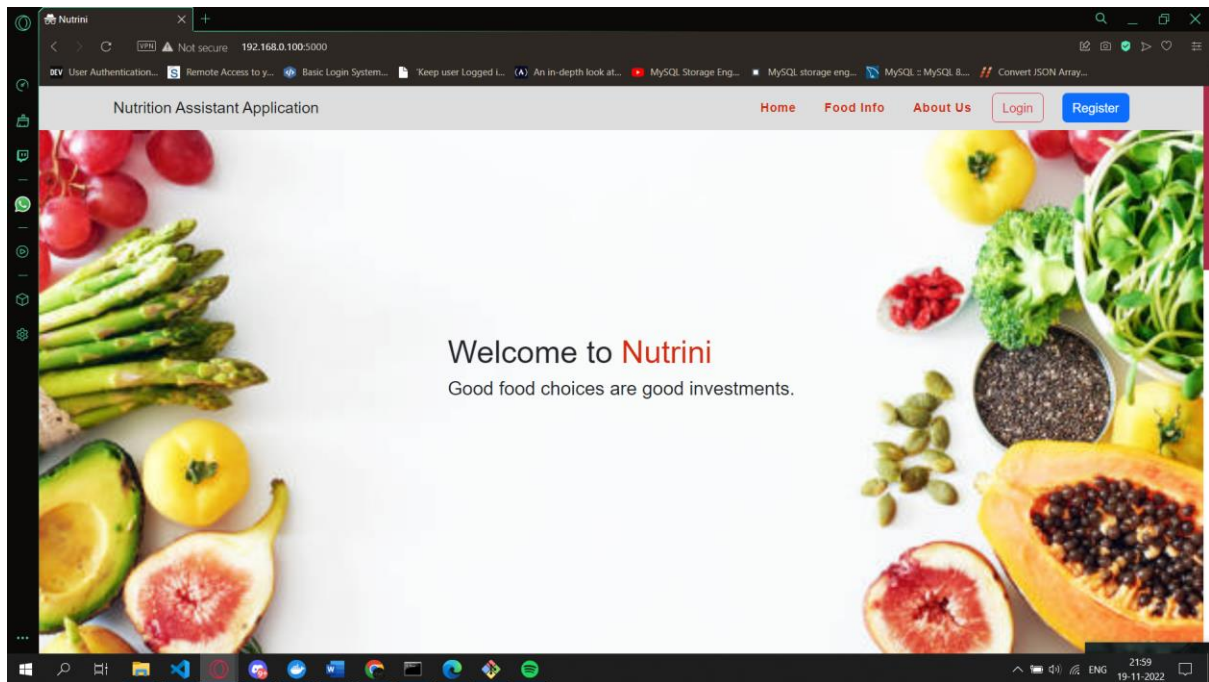 Nutrini
VPN Not secure 192.168.0.100:5000
DEV User Authentication... S Remote Access to y... Basic Login System... 'Keep user Logged i... (A) An in-depth look at... MySQL Storage Eng... MySQL storage eng... MySQL :: MySQL 8.... Convert JSON Array...
Nutrition Assistant Application Home Food Info About Us Login Register
Welcome to Nutrini
Good food choices are good investments.
ENG 21:59
19-11-2022